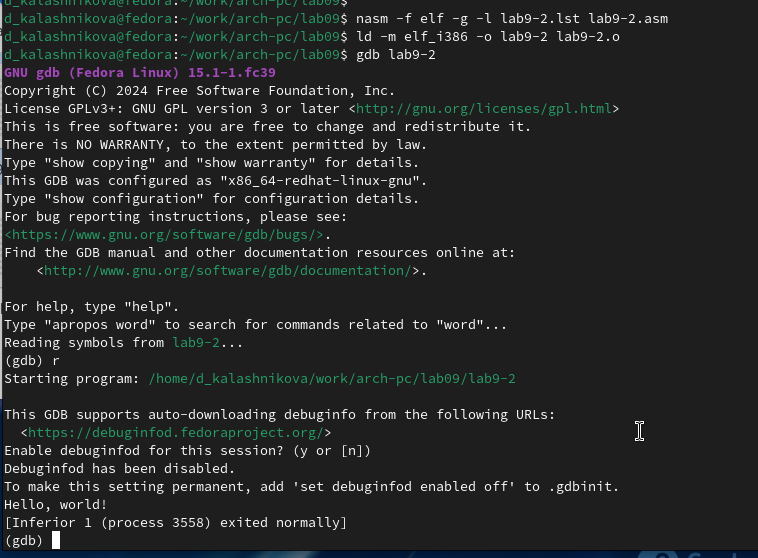 d_kalashnikova@fedora:~/work/arch-pc/lab09$
d_kalashnikova@fedora:~/work/arch-pc/lab09$ nasm -f elf -g -l lab9-2.lst lab9-2.asm
d_kalashnikova@fedora:~/work/arch-pc/lab09$ ld -m elf_i386 -o lab9-2 lab9-2.o
d_kalashnikova@fedora:~/work/arch-pc/lab09$ gdb lab9-2
GNU gdb (Fedora Linux) 15.1-1.fc39
Copyright (C) 2024 Free Software Foundation, Inc.
License GPLv3+: GNU GPL version 3 or later <http://gnu.org/licenses/gpl.html>
This is free software: you are free to change and redistribute it.
There is NO WARRANTY, to the extent permitted by law.
Type "show copying" and "show warranty" for details.
This GDB was configured as "x86_64-redhat-linux-gnu".
Type "show configuration" for configuration details.
For bug reporting instructions, please see:
<https://www.gnu.org/software/gdb/bugs/>.
Find the GDB manual and other documentation resources online at:
    <http://www.gnu.org/software/gdb/documentation/>.

For help, type "help".
Type "apropos word" to search for commands related to "word"...
Reading symbols from lab9-2...
(gdb) r
Starting program: /home/d_kalashnikova/work/arch-pc/lab09/lab9-2

This GDB supports auto-downloading debuginfo from the following URLs:
  <https://debuginfod.fedoraproject.org/>
Enable debuginfod for this session? (y or [n])
Debuginfod has been disabled.
To make this setting permanent, add 'set debuginfod enabled off' to .gdbinit.
Hello, world!
[Inferior 1 (process 3558) exited normally]
(gdb)